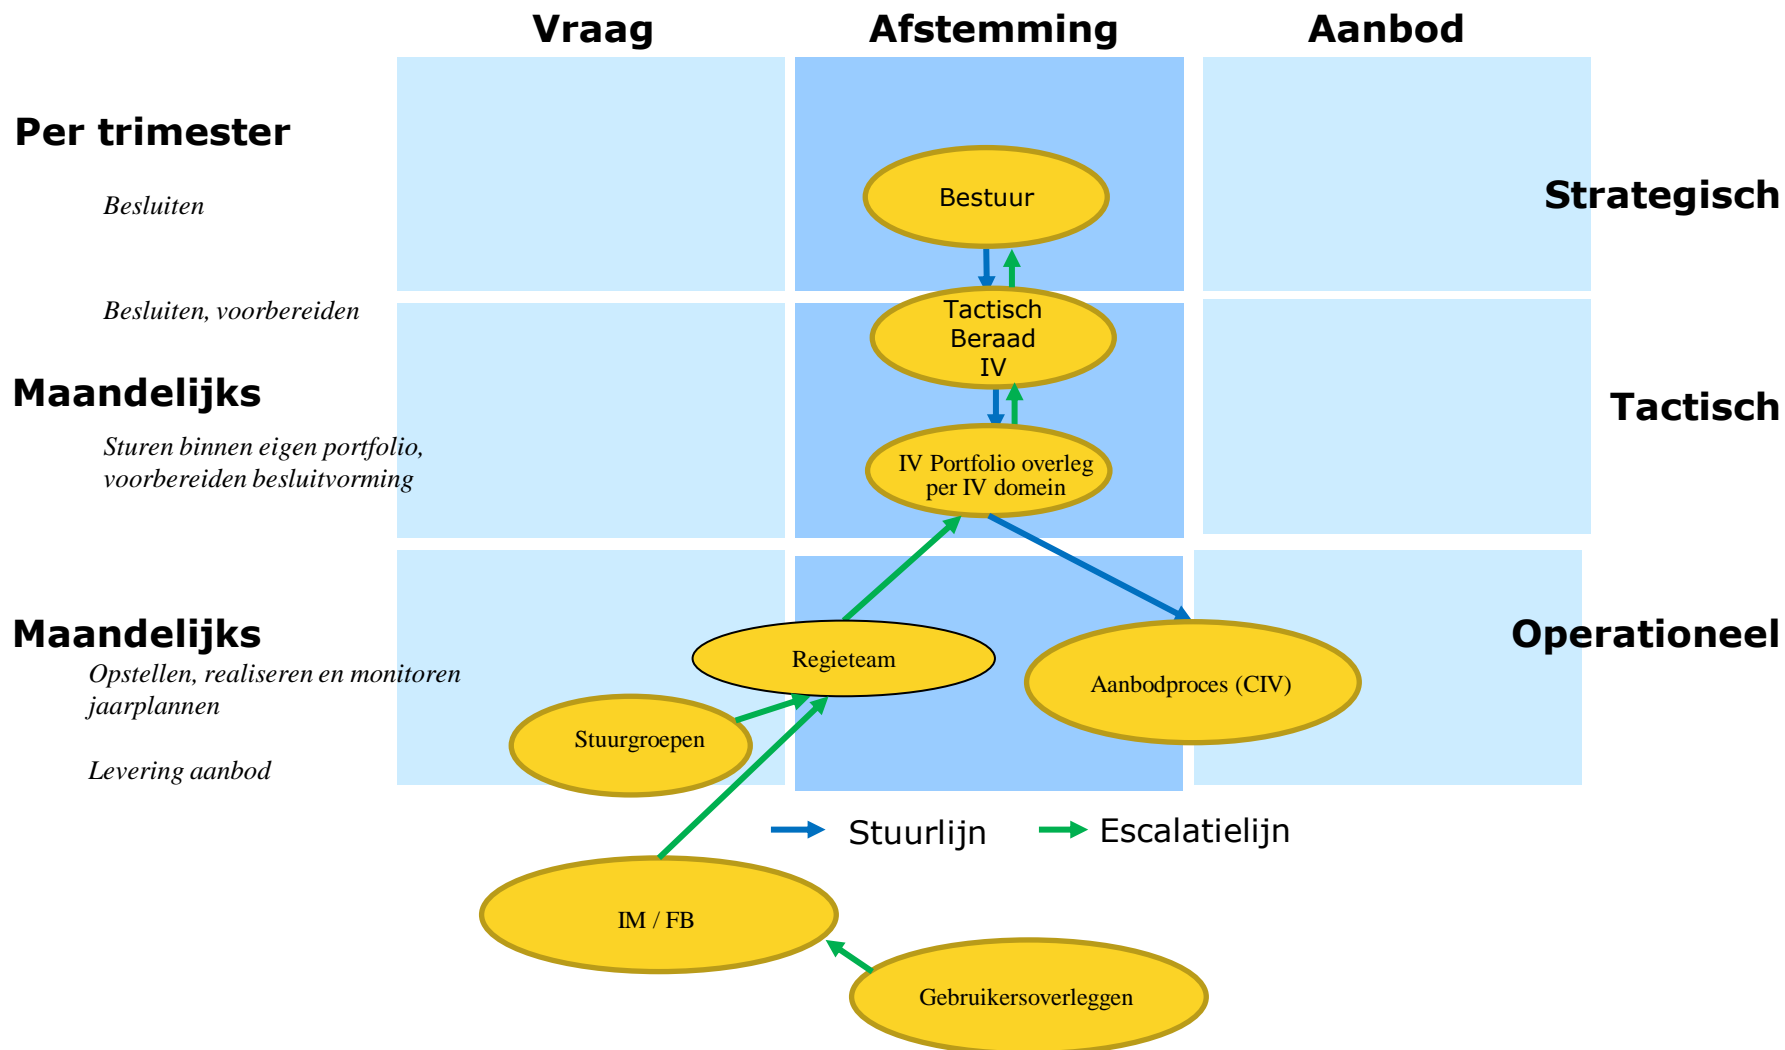 Vraag
Afstemming
Aanbod
Per trimester
Besluiten
Bestuur
Strategisch
Besluiten, voorbereiden
Tactisch
Beraad
IV
Maandelijks
Tactisch
Sturen binnen eigen portfolio,
voorbereiden besluitvorming
IV Portfolio overleg
per IV domein
Maandelijks
Operationeel
Opstellen, realiseren en monitoren
jaarplannen
Regieteam
Aanbodproces (CIV)
Stuurgroepen
Levering aanbod
Stuurlijn
Escalatielijn
IM / FB
Gebruikersoverleggen